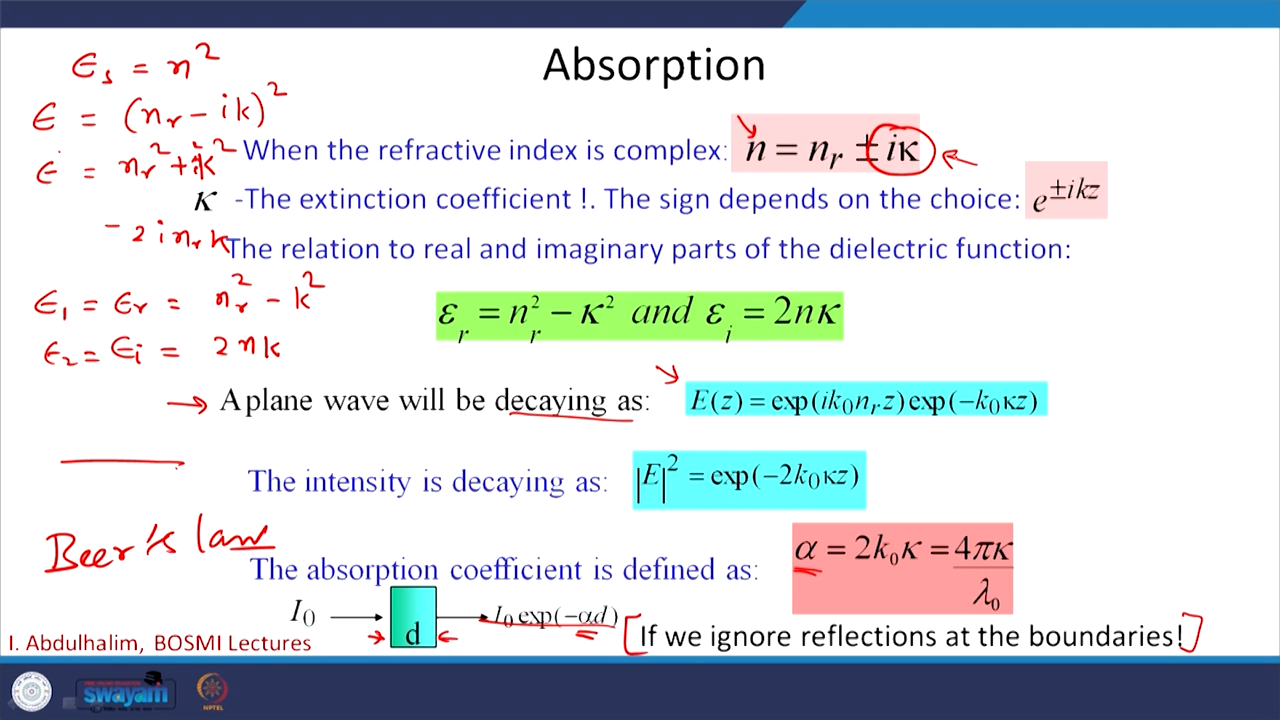 Absorption
ϵs = n²
ϵ = (nr - ik)²
ϵ = nr² + i²k²
- 2 i nr k
ϵ1 = ϵr = nr² - k²
ϵ2 = ϵi = 2nk
When the refractive index is complex: n = nr ± iκ
κ -The extinction coefficient !. The sign depends on the choice: e^±ikz
The relation to real and imaginary parts of the dielectric function:
εr = nr² − κ² and εi = 2nκ
A plane wave will be decaying as: E(z) = exp(ik0nrz)exp(−k0κz)
The intensity is decaying as: |E|² = exp(−2k0κz)
Beer's law
The absorption coefficient is defined as: α = 2k0κ = 4πκ/λ0
I0 d I0 exp(−αd) [If we ignore reflections at the boundaries!]
I. Abdulhalim, BOSMI Lectures
swayam
NPTEL